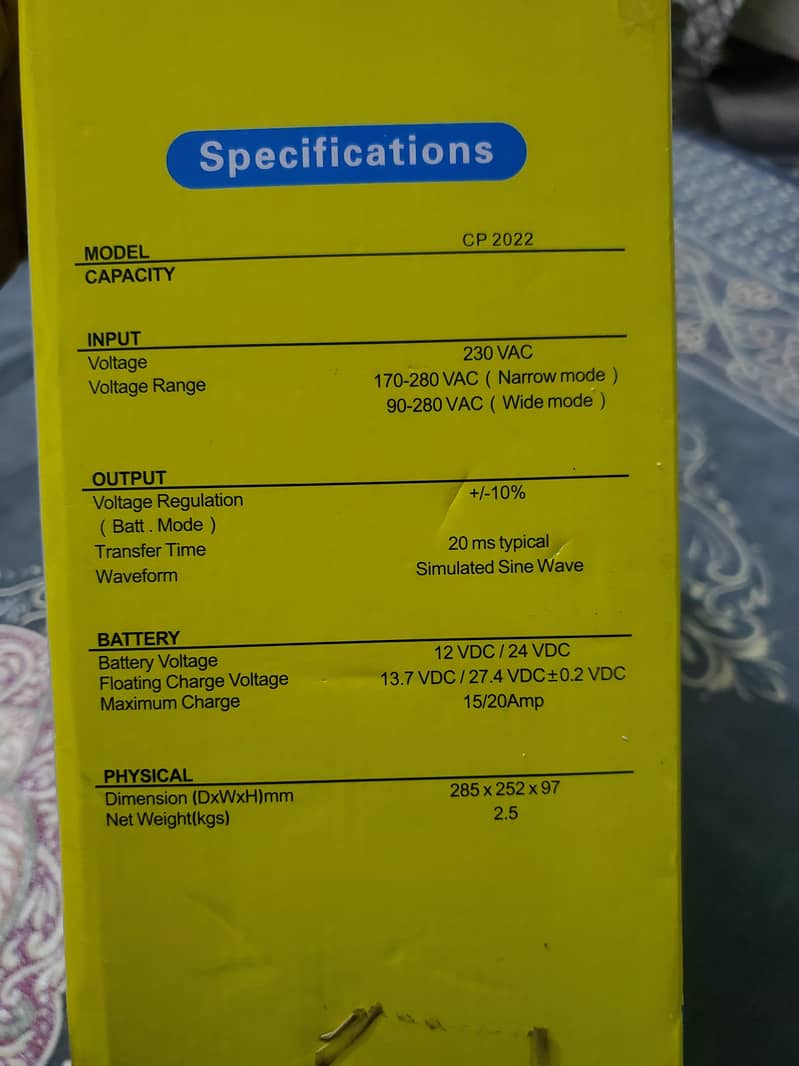 Specifications
MODEL CP 2022
CAPACITY
INPUT
Voltage 230 VAC
Voltage Range 170-280 VAC ( Narrow mode )
90-280 VAC ( Wide mode )
OUTPUT
Voltage Regulation +/-10%
( Batt . Mode )
Transfer Time 20 ms typical
Waveform Simulated Sine Wave
BATTERY
Battery Voltage 12 VDC / 24 VDC
Floating Charge Voltage 13.7 VDC / 27.4 VDC±0.2 VDC
Maximum Charge 15/20Amp
PHYSICAL
Dimension (DxWxH)mm 285 x 252 x 97
Net Weight(kgs) 2.5